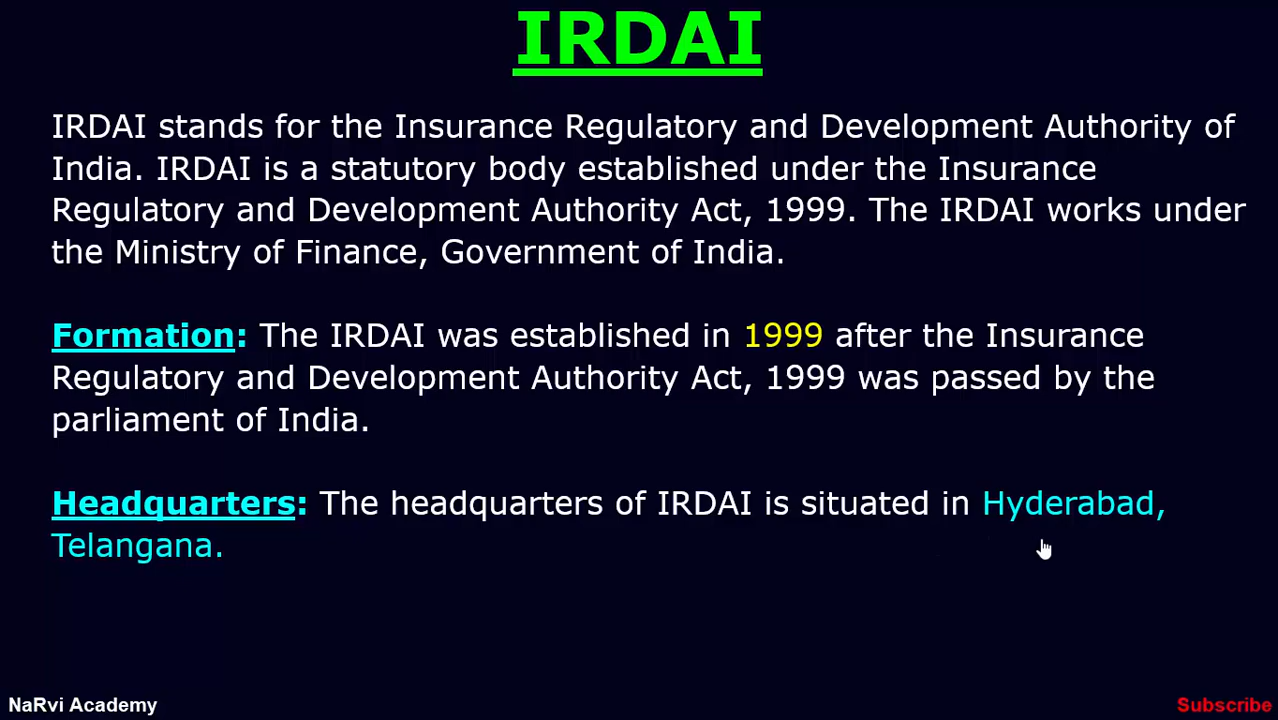 IRDAI
IRDAI stands for the Insurance Regulatory and Development Authority of
India. IRDAI is a statutory body established under the Insurance
Regulatory and Development Authority Act, 1999. The IRDAI works under
the Ministry of Finance, Government of India.
Formation: The IRDAI was established in 1999 after the Insurance
Regulatory and Development Authority Act, 1999 was passed by the
parliament of India.
Headquarters: The headquarters of IRDAI is situated in Hyderabad,
Telangana.
NaRvi Academy
Subscribe